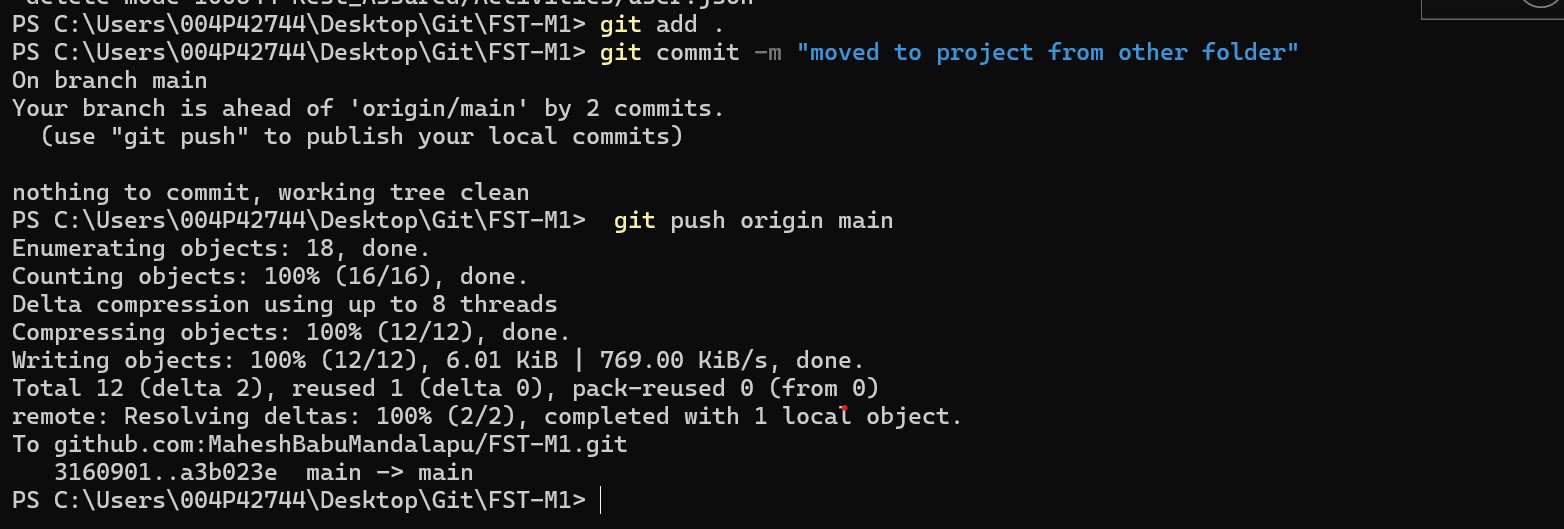 delete mode 100644 Rest_Assured/Activities/user.json
PS C:\Users\004P42744\Desktop\Git\FST-M1> git add .
PS C:\Users\004P42744\Desktop\Git\FST-M1> git commit -m "moved to project from other folder"
On branch main
Your branch is ahead of 'origin/main' by 2 commits.
  (use "git push" to publish your local commits)

nothing to commit, working tree clean
PS C:\Users\004P42744\Desktop\Git\FST-M1>  git push origin main
Enumerating objects: 18, done.
Counting objects: 100% (16/16), done.
Delta compression using up to 8 threads
Compressing objects: 100% (12/12), done.
Writing objects: 100% (12/12), 6.01 KiB | 769.00 KiB/s, done.
Total 12 (delta 2), reused 1 (delta 0), pack-reused 0 (from 0)
remote: Resolving deltas: 100% (2/2), completed with 1 local object.
To github.com:MaheshBabuMandalapu/FST-M1.git
   3160901..a3b023e  main -> main
PS C:\Users\004P42744\Desktop\Git\FST-M1>